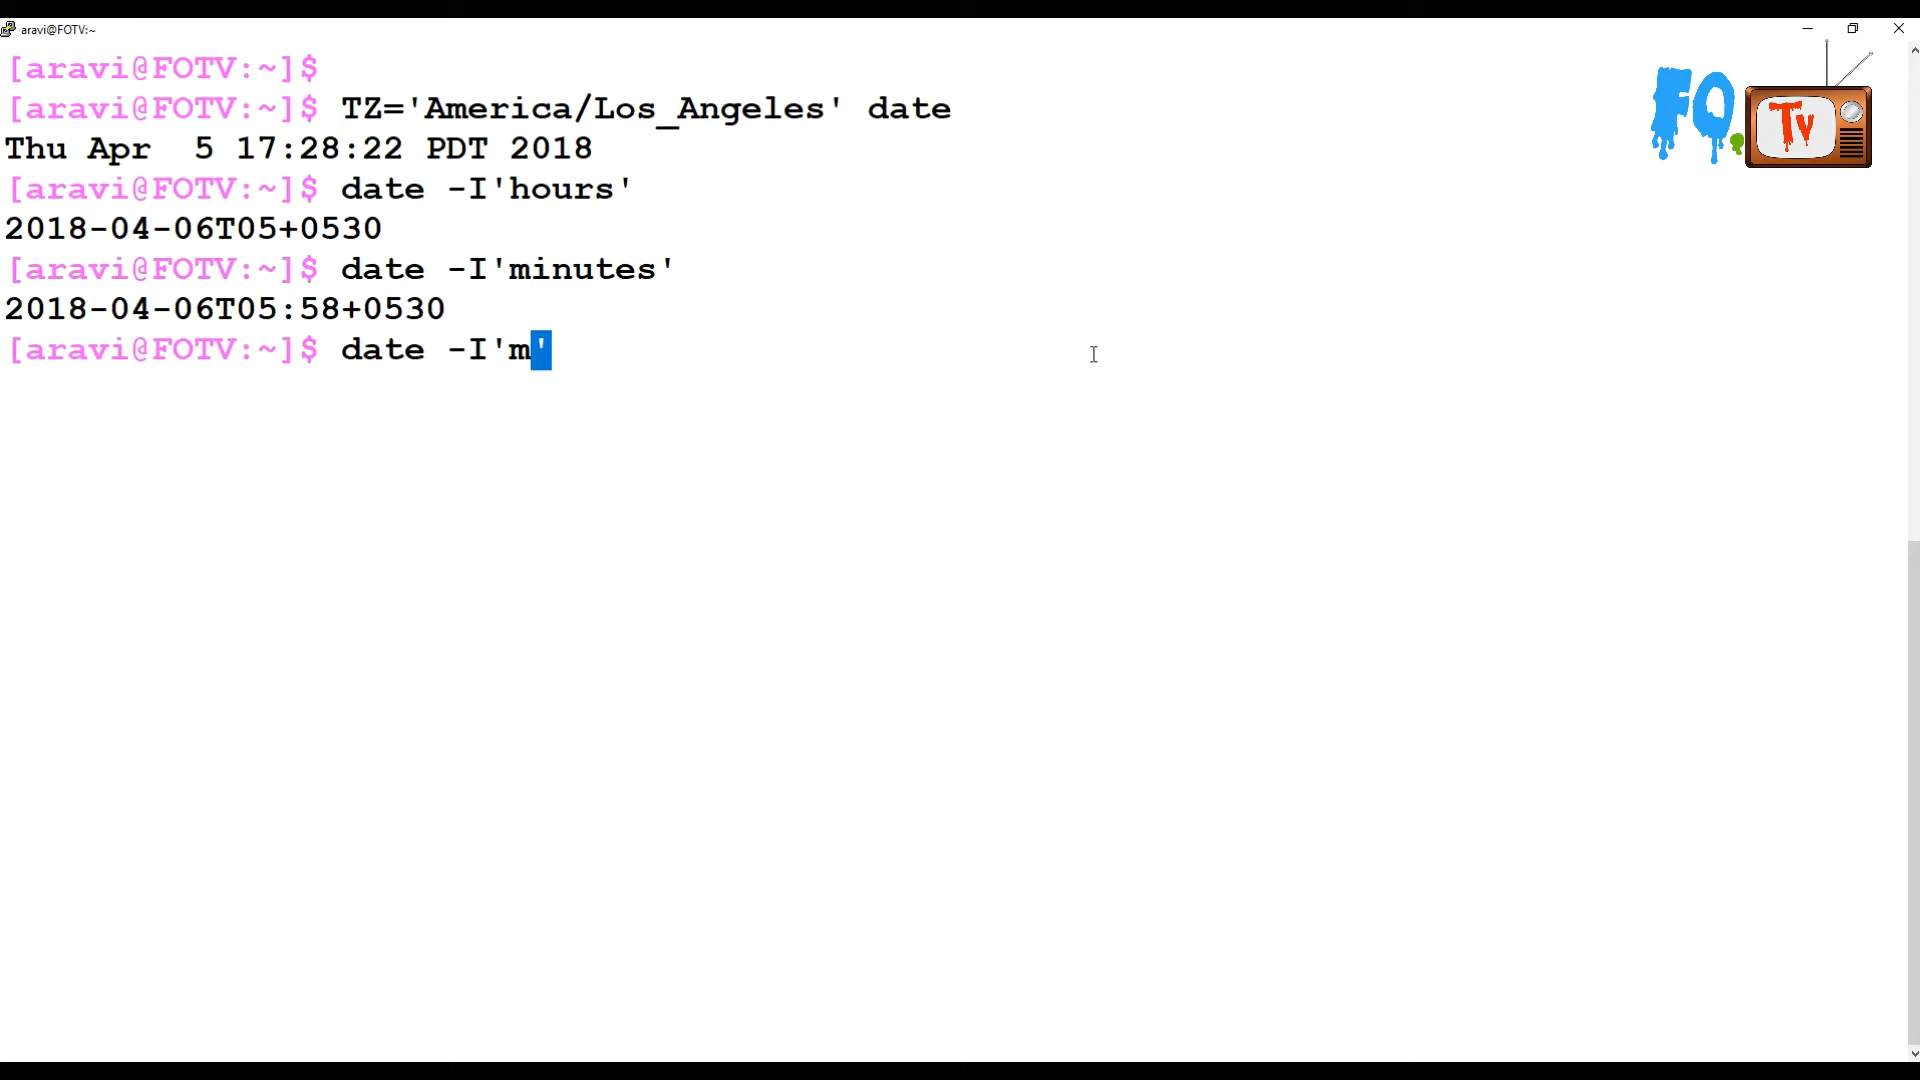 aravi@FOTV:~
[aravi@FOTV:~]$
[aravi@FOTV:~]$ TZ='America/Los_Angeles' date
Thu Apr  5 17:28:22 PDT 2018
[aravi@FOTV:~]$ date -I'hours'
2018-04-06T05+0530
[aravi@FOTV:~]$ date -I'minutes'
2018-04-06T05:58+0530
[aravi@FOTV:~]$ date -I'm'
FO.
TV